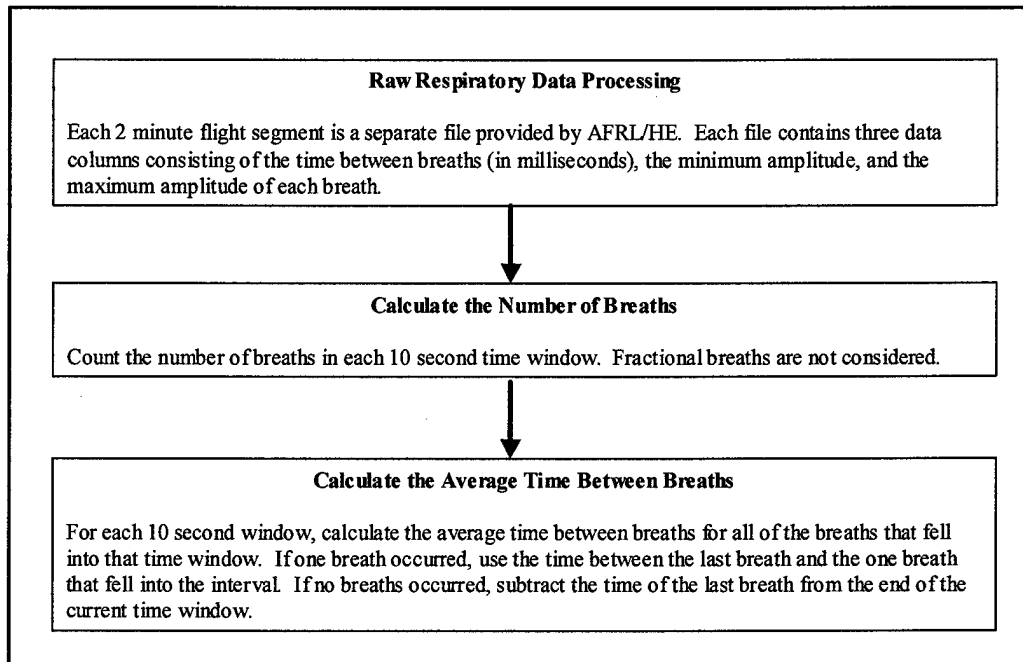 Raw Respiratory Data Processing
Each 2 minute flight segment is a separate file provided by AFRL/HE. Each file contains three data
columns consisting of the time between breaths (in milliseconds), the minimum amplitude, and the
maximum amplitude of each breath.
Calculate the Number of Breaths
Count the number of breaths in each 10 second time window. Fractional breaths are not considered.
Calculate the Average Time Between Breaths
For each 10 second window, calculate the average time between breaths for all of the breaths that fell
into that time window. If one breath occurred, use the time between the last breath and the one breath
that fell into the interval. If no breaths occurred, subtract the time of the last breath from the end of the
current time window.